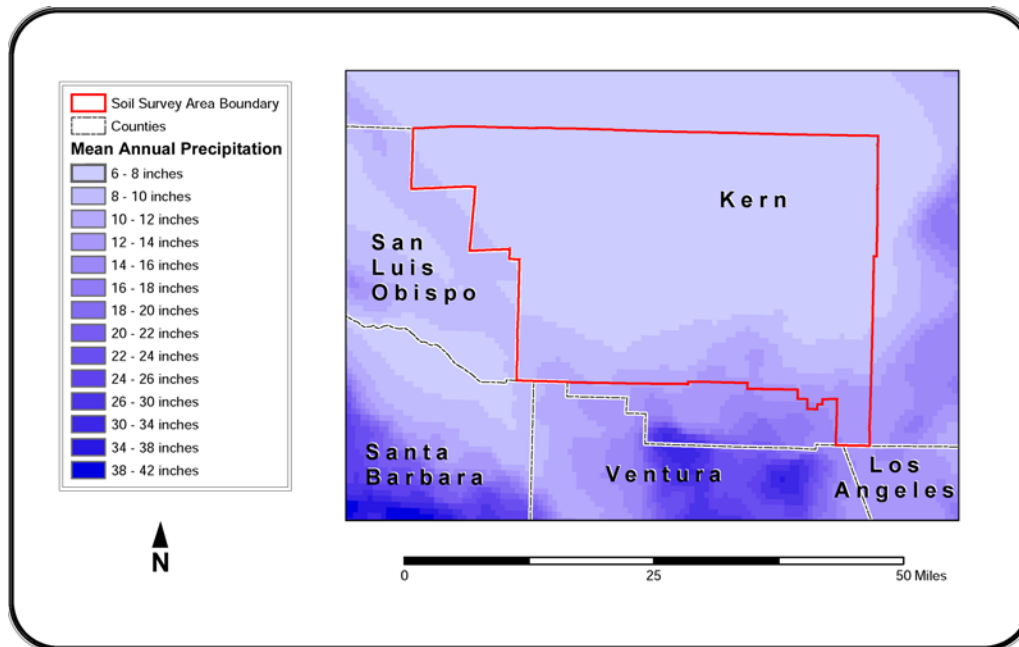 Soil Survey Area Boundary
Counties
Mean Annual Precipitation
6 - 8 inches
8 - 10 inches
10 - 12 inches
12 - 14 inches
14 - 16 inches
16 - 18 inches
18 - 20 inches
20 - 22 inches
22 - 24 inches
24 - 26 inches
26 - 30 inches
30 - 34 inches
34 - 38 inches
38 - 42 inches
N
Kern
San
Luis
Obispo
Santa
Barbara
Ventura
Los
Angeles
0 25 50 Miles